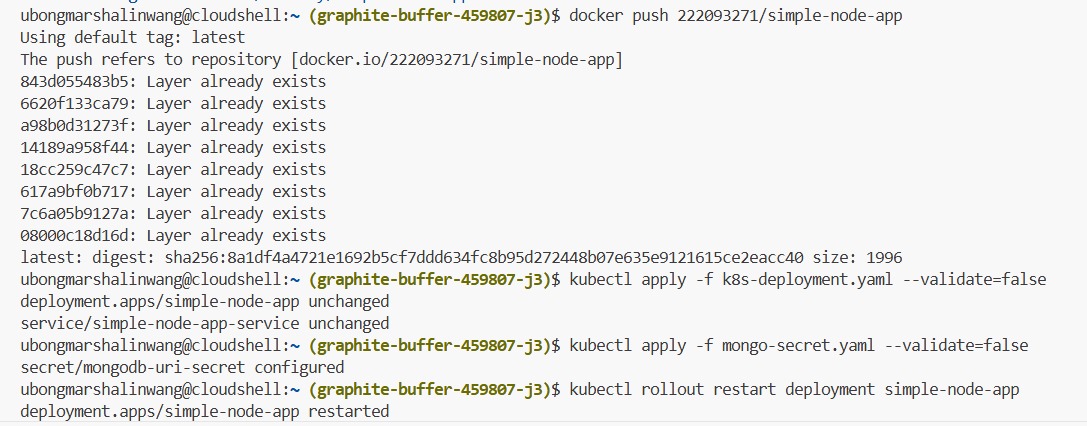 ubongmarshalinwang@cloudshell:~ (graphite-buffer-459807-j3)$ docker push 222093271/simple-node-app
Using default tag: latest
The push refers to repository [docker.io/222093271/simple-node-app]
843d055483b5: Layer already exists
6620f133ca79: Layer already exists
a98b0d31273f: Layer already exists
14189a958f44: Layer already exists
18cc259c47c7: Layer already exists
617a9bf0b717: Layer already exists
7c6a05b9127a: Layer already exists
08000c18d16d: Layer already exists
latest: digest: sha256:8a1df4a4721e1692b5cf7ddd634fc8b95d272448b07e635e9121615ce2eacc40 size: 1996
ubongmarshalinwang@cloudshell:~ (graphite-buffer-459807-j3)$ kubectl apply -f k8s-deployment.yaml --validate=false
deployment.apps/simple-node-app unchanged
service/simple-node-app-service unchanged
ubongmarshalinwang@cloudshell:~ (graphite-buffer-459807-j3)$ kubectl apply -f mongo-secret.yaml --validate=false
secret/mongodb-uri-secret configured
ubongmarshalinwang@cloudshell:~ (graphite-buffer-459807-j3)$ kubectl rollout restart deployment simple-node-app
deployment.apps/simple-node-app restarted